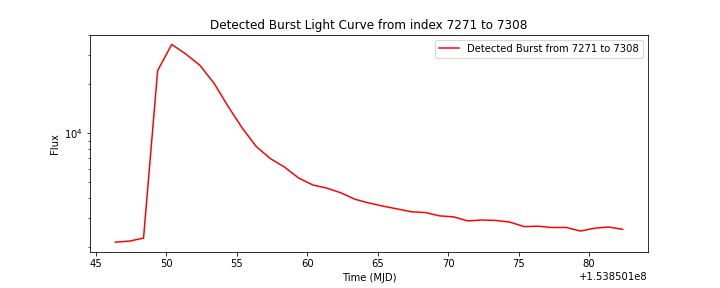 Detected Burst Light Curve from index 7271 to 7308
Detected Burst from 7271 to 7308
Flux
10⁴
45 50 55 60 65 70 75 80
Time (MJD)
+1.538501e8